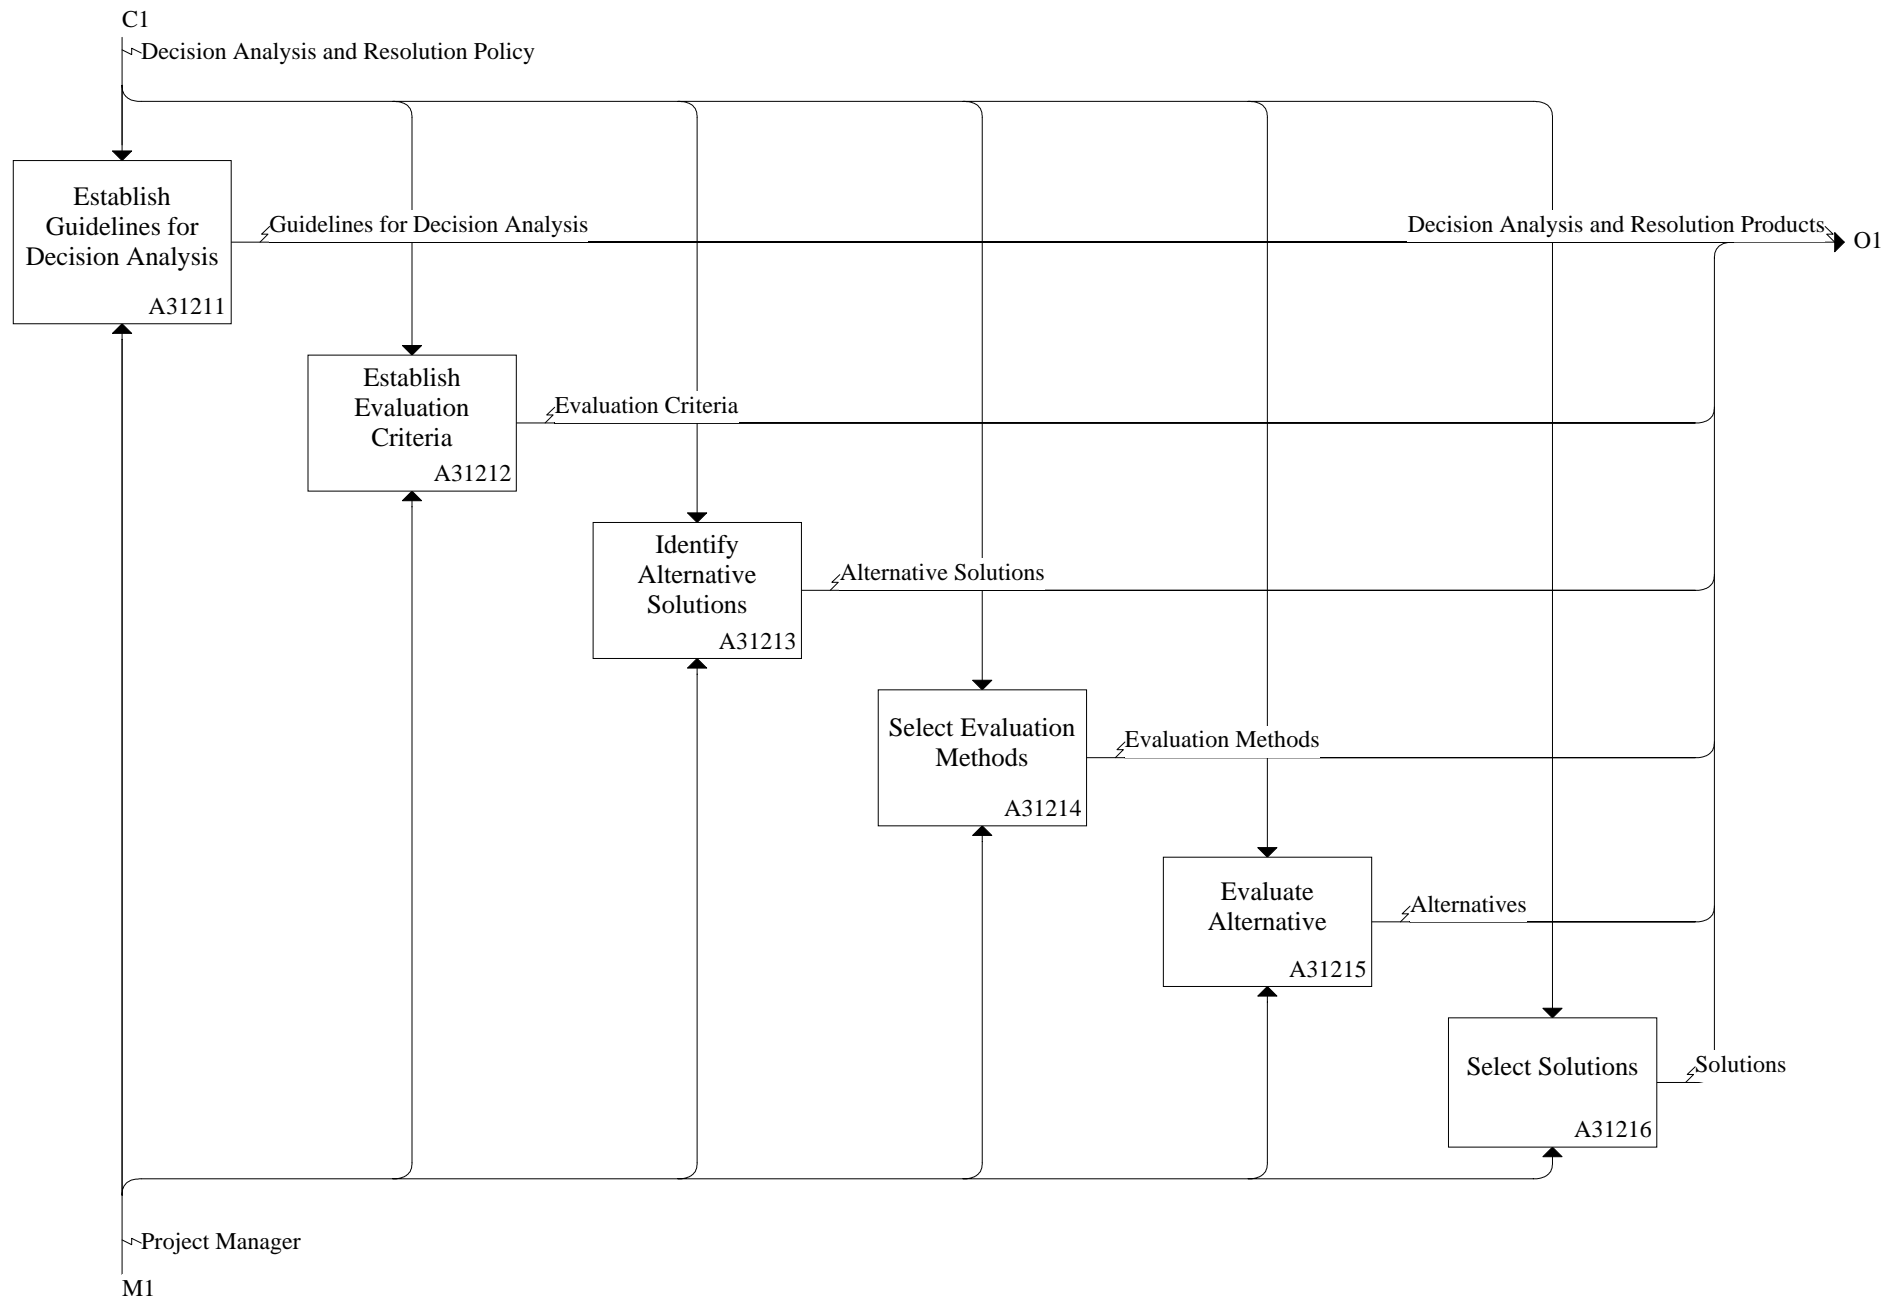 C1
Decision Analysis and Resolution Policy
Establish
Guidelines for
Decision Analysis
A31211
Guidelines for Decision Analysis
Decision Analysis and Resolution Products
O1
Establish
Evaluation
Criteria
A31212
Evaluation Criteria
Identify
Alternative
Solutions
A31213
Alternative Solutions
Select Evaluation
Methods
A31214
Evaluation Methods
Evaluate
Alternative
A31215
Alternatives
Select Solutions
A31216
Solutions
Project Manager
M1